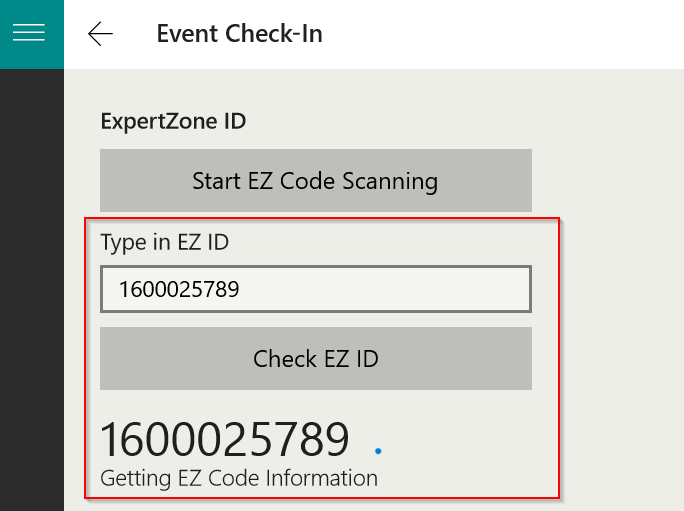 Event Check-In
ExpertZone ID
Start EZ Code Scanning
Type in EZ ID
1600025789
Check EZ ID
1600025789
Getting EZ Code Information